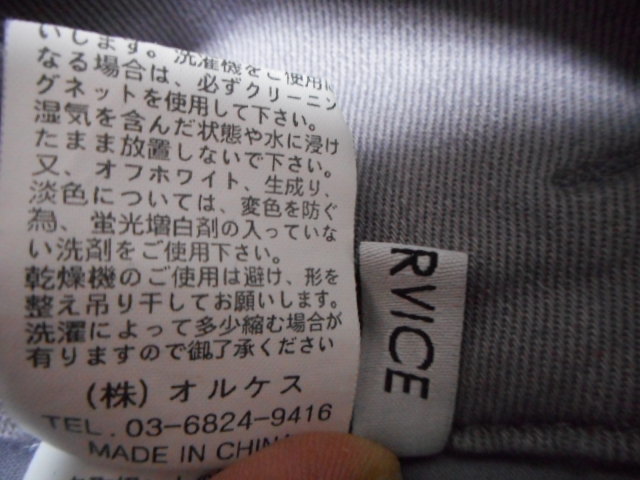 いします。洗濯機をご使用に
なる場合は、必ずクリーニン
グネットを使用して下さい。
湿気を含んだ状態や水に浸け
たまま放置しないで下さい。
又、オフホワイト、生成り、
淡色については、変色を防ぐ
為、蛍光増白剤の入っていな
い洗剤をご使用下さい。
乾燥機のご使用は避け、形を
整え吊り干してお願いします。
洗濯によって多少縮む場合が
有りますので御了承ください
(株)オルケス
TEL. 03-6824-9416
MADE IN CHINA
RVICE